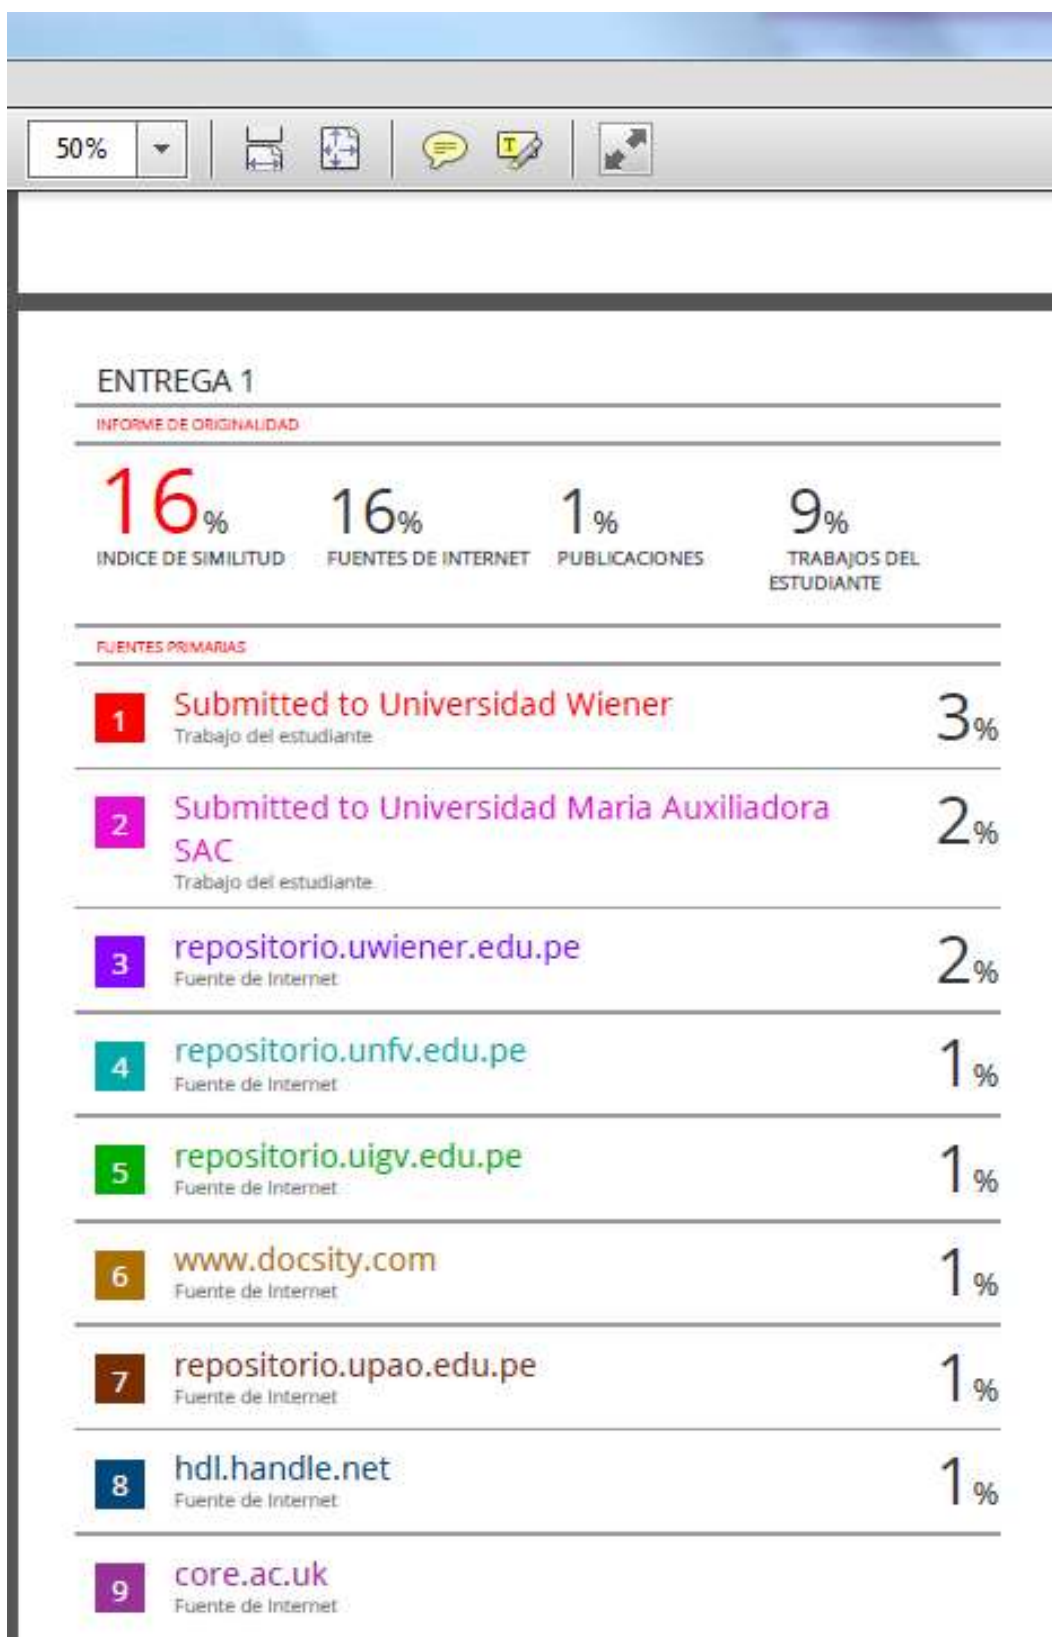 50%
ENTREGA 1
INFORME DE ORIGINALIDAD
16% 16% 1% 9%
INDICE DE SIMILITUD FUENTES DE INTERNET PUBLICACIONES TRABAJOS DEL
ESTUDIANTE
FUENTES PRIMARIAS
1 Submitted to Universidad Wiener 3%
Trabajo del estudiante
2 Submitted to Universidad Maria Auxiliadora 2%
SAC
Trabajo del estudiante
3 repositorio.uwiener.edu.pe 2%
Fuente de Internet
4 repositorio.unfv.edu.pe 1%
Fuente de Internet
5 repositorio.uigv.edu.pe 1%
Fuente de Internet
6 www.docsity.com 1%
Fuente de Internet
7 repositorio.upao.edu.pe 1%
Fuente de Internet
8 hdl.handle.net 1%
Fuente de Internet
9 core.ac.uk
Fuente de Internet